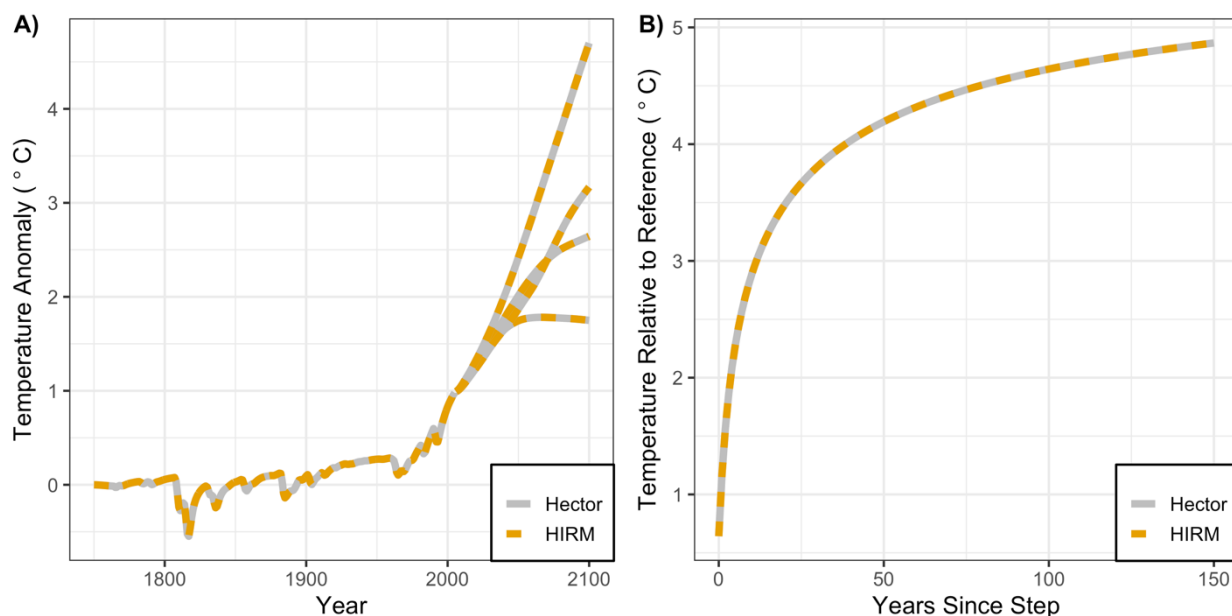 A)
Temperature Anomaly ( ° C)
4
3
2
1
0
1800
1900
2000
2100
Year
Hector
HIRM
B)
Temperature Relative to Reference ( ° C)
5
4
3
2
1
0
50
100
150
Years Since Step
Hector
HIRM